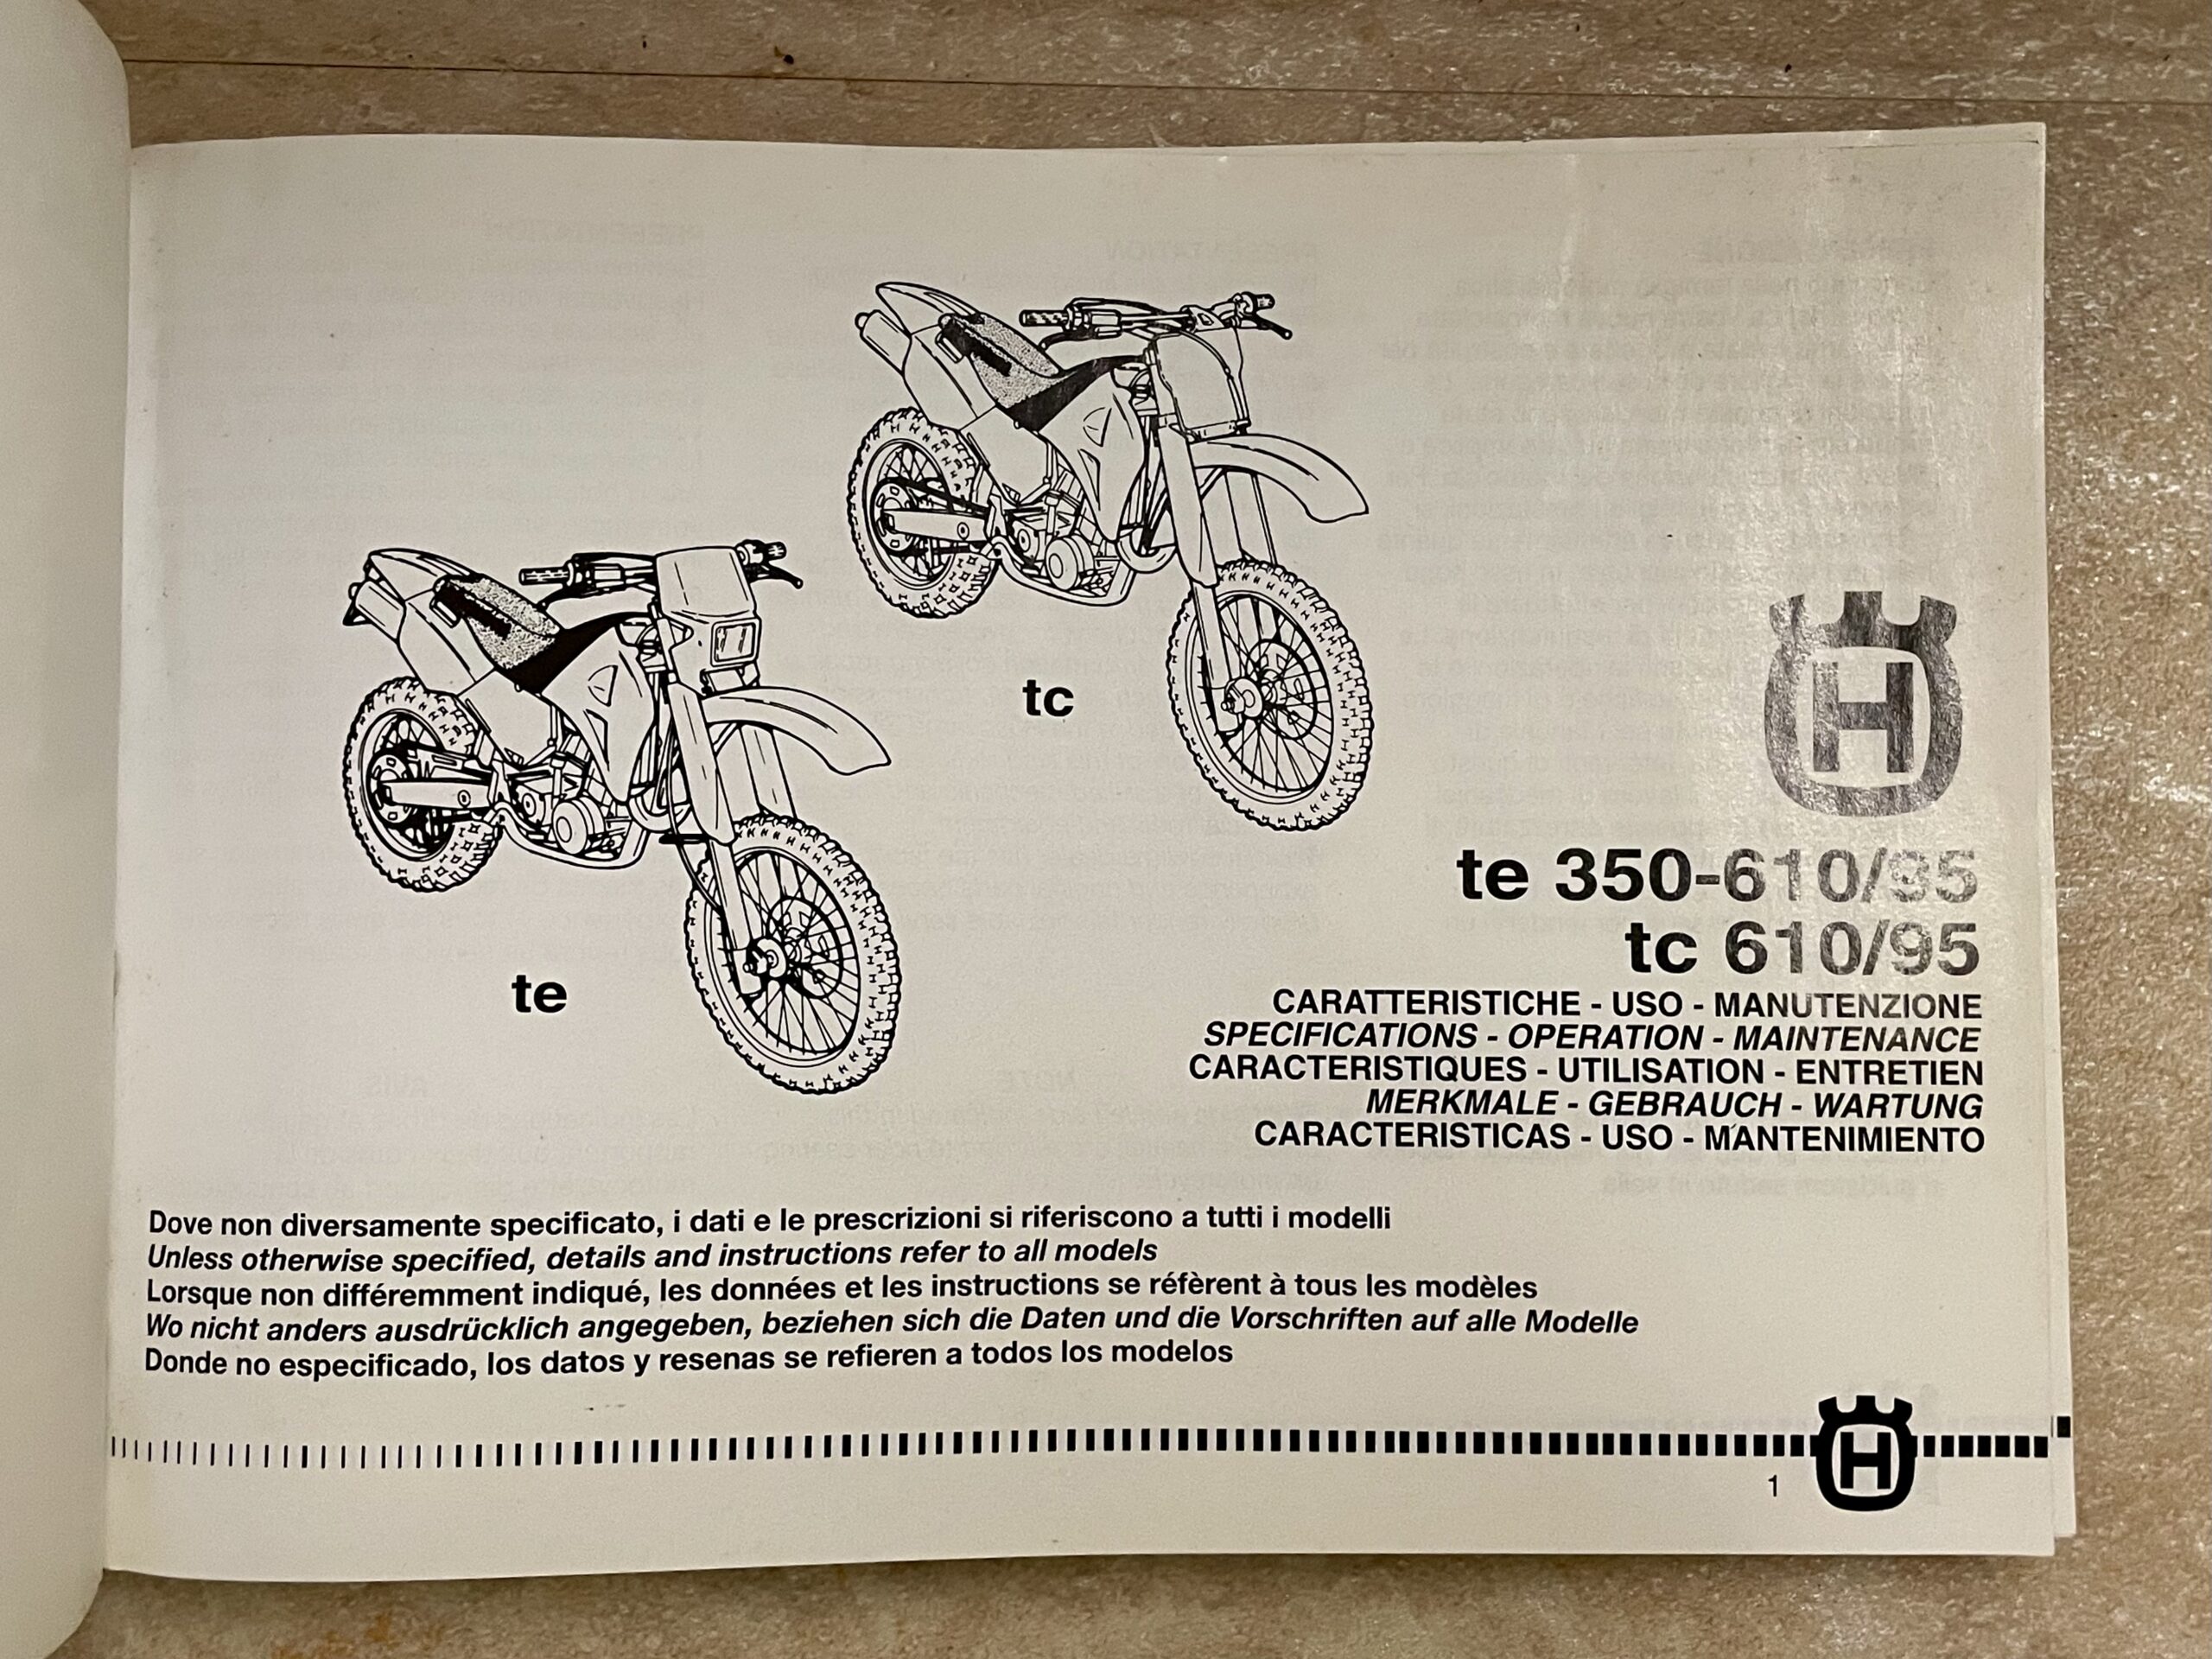 tc
te
H
te 350-610/95
tc 610/95
CARATTERISTICHE - USO - MANUTENZIONE
SPECIFICATIONS - OPERATION - MAINTENANCE
CARACTERISTIQUES - UTILISATION - ENTRETIEN
MERKMALE - GEBRAUCH - WARTUNG
CARACTERISTICAS - USO - MANTENIMIENTO
Dove non diversamente specificato, i dati e le prescrizioni si riferiscono a tutti i modelli
Unless otherwise specified, details and instructions refer to all models
Lorsque non différemment indiqué, les données et les instructions se réfèrent à tous les modèles
Wo nicht anders ausdrücklich angegeben, beziehen sich die Daten und die Vorschriften auf alle Modelle
Donde no especificado, los datos y resenas se refieren a todos los modelos
1
H